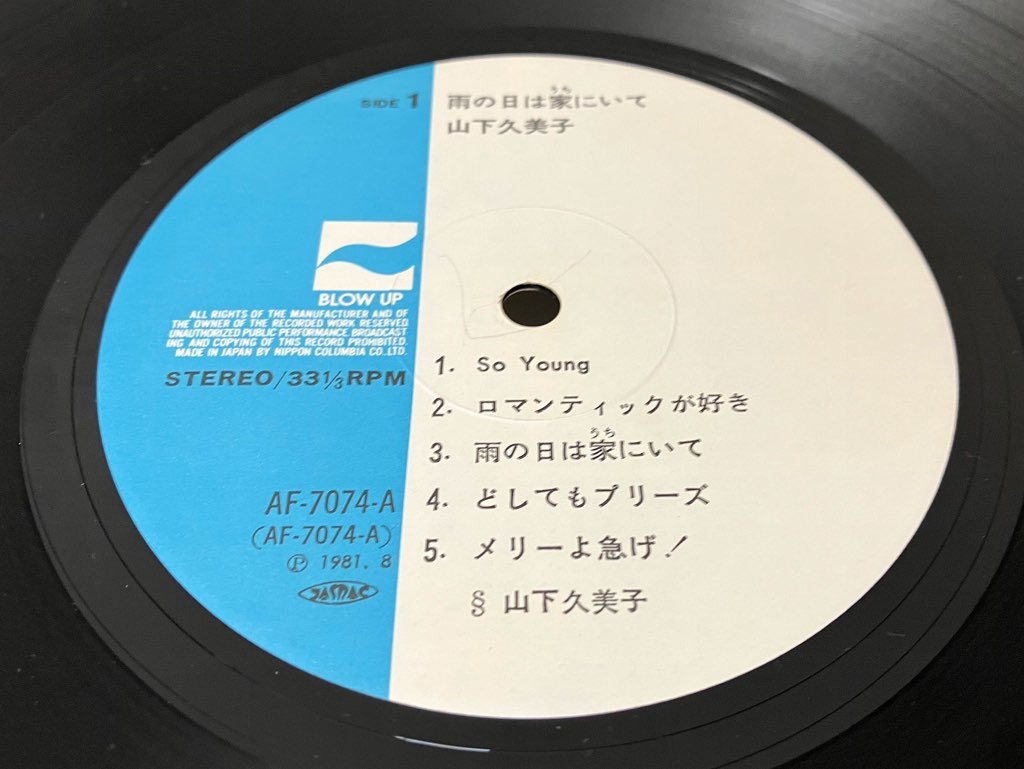 SIDE 1
雨の日は家にいて
うち
山下久美子
BLOW UP
ALL RIGHTS OF THE MANUFACTURER AND OF
THE OWNER OF THE RECORDED WORK RESERVED
UNAUTHORIZED PUBLIC PERFORMANCE, BROADCAST
ING AND COPYING OF THIS RECORD PROHIBITED.
MADE IN JAPAN BY NIPPON COLUMBIA CO., LTD.
STEREO/33 1/3 RPM
1. So Young
2. ロマンティックが好き
うち
3. 雨の日は家にいて
4. どしてもプリーズ
5. メリーよ急げ!
§ 山下久美子
AF-7074-A
(AF-7074-A)
Ⓟ 1981. 8
JASRAC